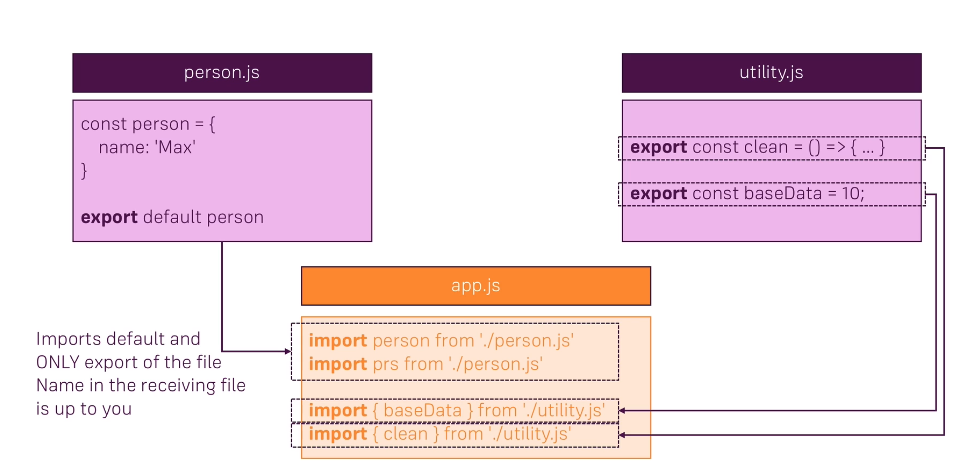 person.js
const person = {
name: 'Max'
}
export default person
utility.js
export const clean = () => { ... }
export const baseData = 10;
app.js
Imports default and
ONLY export of the file
Name in the receiving file
is up to you
import person from './person.js'
import prs from './person.js'
import { baseData } from './utility.js'
import { clean } from './utility.js'